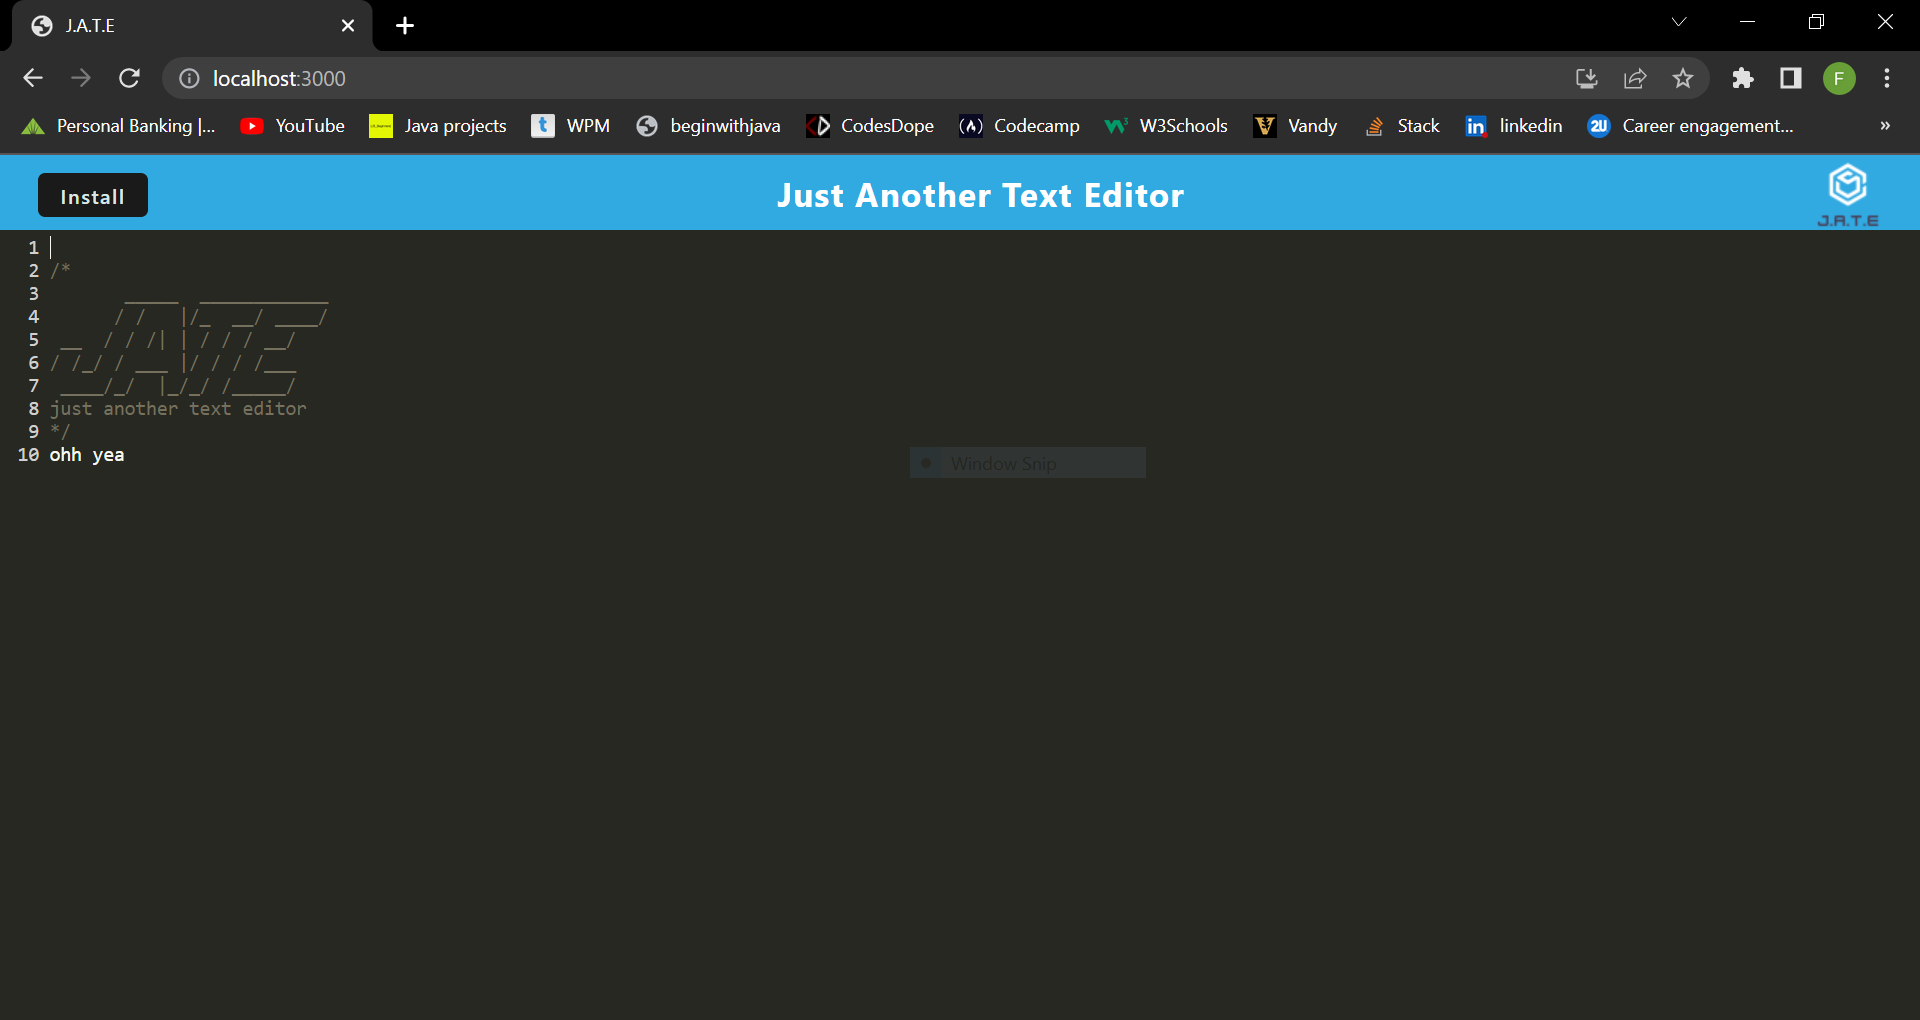 J.A.T.E
localhost:3000
F
Personal Banking |... YouTube Java projects WPM beginwithjava CodesDope Codecamp W3Schools Vandy Stack linkedin Career engagement... »
Install Just Another Text Editor
J.A.T.E
1
2 /*
3       _____  ____________
4      / /   |/_  __/ ____/
5 __  / / /| | / / / __/
6 / /_/ / ___ |/ / / /___
7 ____/_/  |_/_/ /_____/
8 just another text editor
9 */
10 ohh yea
Window Snip